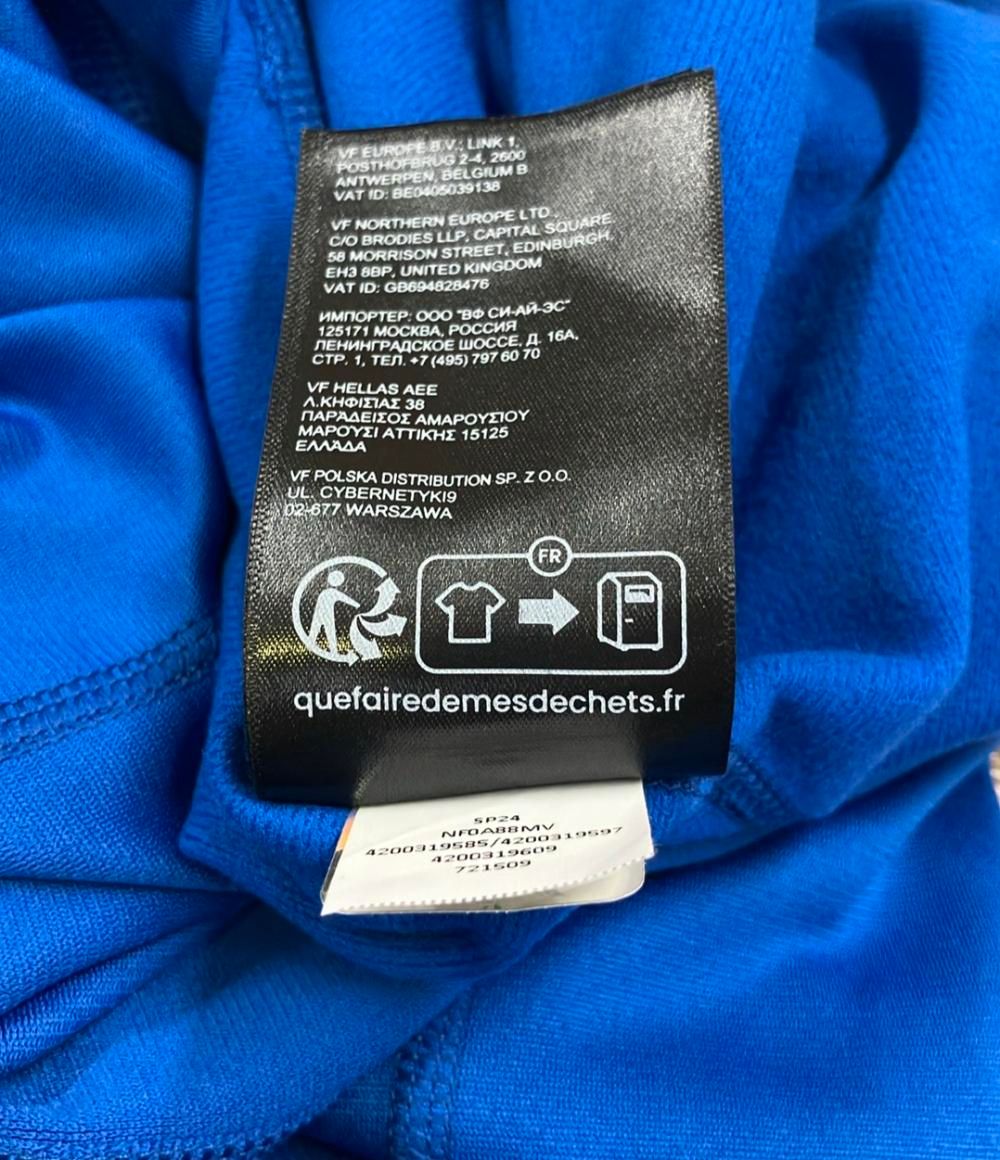 VF EUROPE B.V., LINK 1,
POSTHOFBRUG 2-4, 2600
ANTWERPEN, BELGIUM B
VAT ID: BE0405039138
VF NORTHERN EUROPE LTD
C/O BRODIES LLP, CAPITAL SQUARE
58 MORRISON STREET, EDINBURGH,
EH3 8BP, UNITED KINGDOM
VAT ID: GB694828476
ИМПОРТЕР: ООО "ВФ СИ-АЙ-ЭС"
125171 МОСКВА, РОССИЯ
ЛЕНИНГРАДСКОЕ ШОССЕ, Д. 16А,
СТР. 1, ТЕЛ. +7 (495) 797 60 70
VF HELLAS AEE
Λ.ΚΗΦΙΣΙΑΣ 38
ΠΑΡΆΔΕΙΣΟΣ ΑΜΑΡΟΥΣΙΟΥ
ΜΑΡΟΥΣΙ ΑΤΤΙΚΗΣ 15125
ΕΛΛΆΔΑ
VF POLSKA DISTRIBUTION SP. Z O.O.
UL. CYBERNETYKI9
02-677 WARSZAWA
FR
quefairedemesdechets.fr
SP24
NF0A88MV
4200319585/4200319597
4200319609
721509